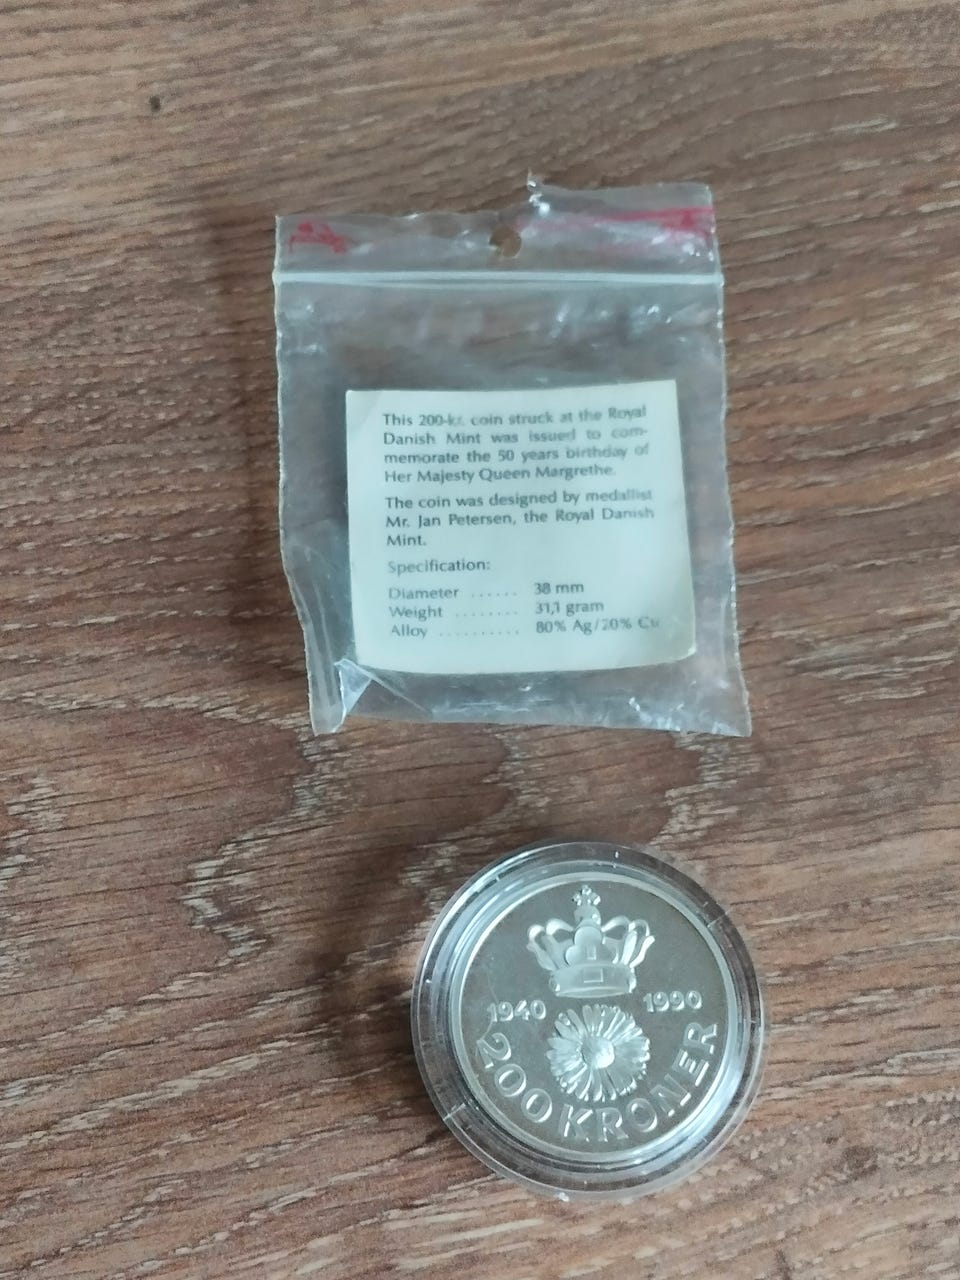 This 200-kr. coin struck at the Royal
Danish Mint was issued to com-
memorate the 50 years birthday of
Her Majesty Queen Margrethe.
The coin was designed by medallist
Mr. Jan Petersen, the Royal Danish
Mint.
Specification:
Diameter ...... 38 mm
Weight ........ 31,1 gram
Alloy .......... 80% Ag/20% Cu
1940 1990
200 KRONER